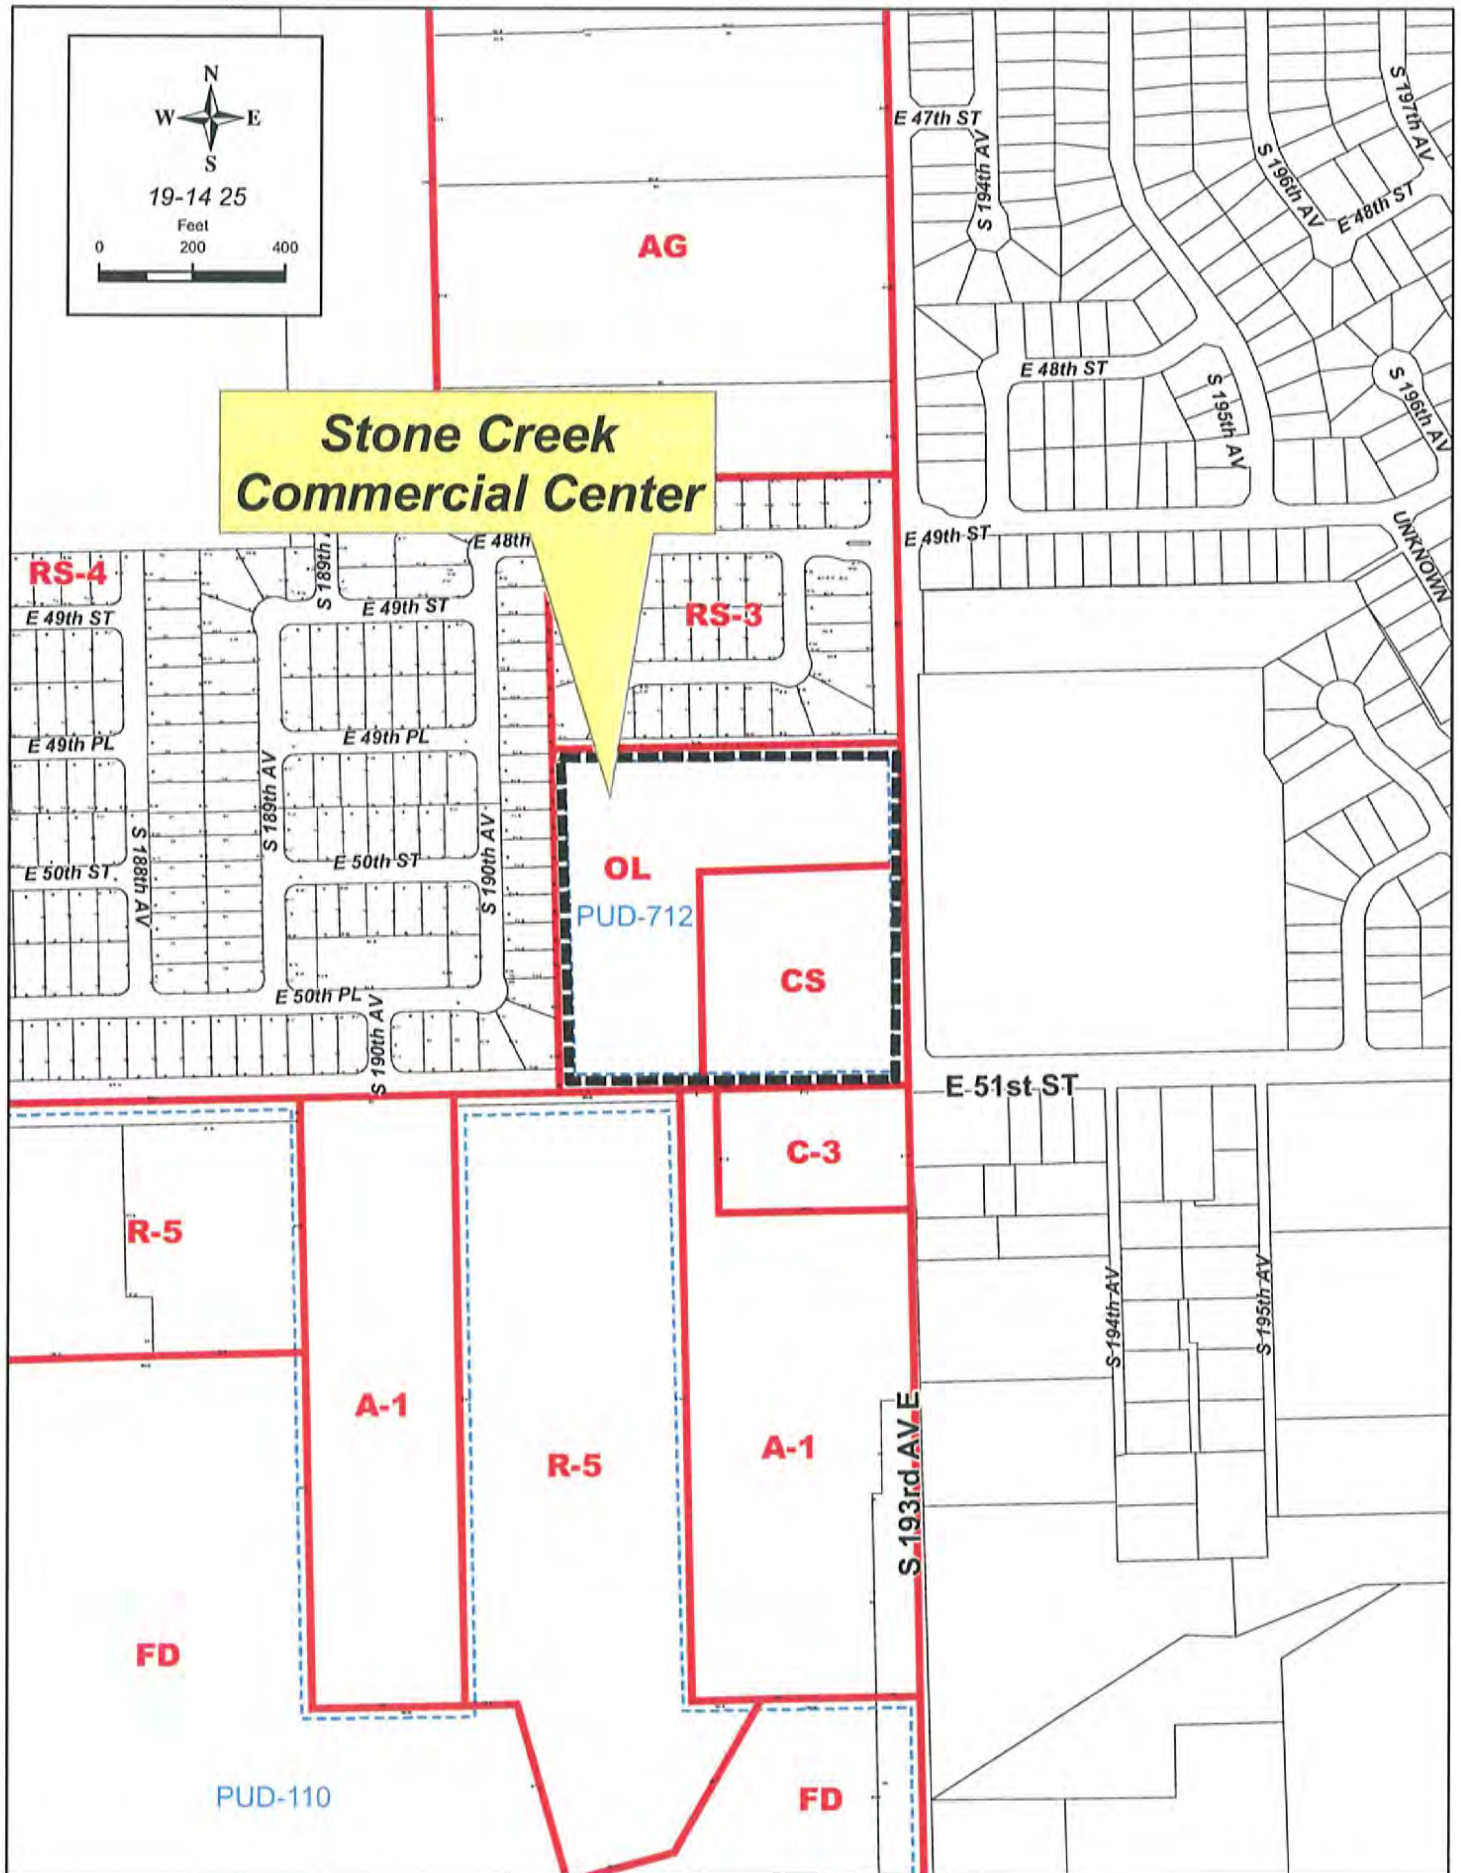 N
W E
S
19-14 25
Feet
0 200 400
AG
E 47th ST
S 194th AV
S 197th AV
S 196th AV
E 48th ST
E 48th ST
S 195th AV
S 196th AV
Stone Creek
Commercial Center
E 48th
E 49th ST
UNKNOWN
RS-4
S 189th
E 49th ST
E 49th ST
RS-3
E 49th PL
E 49th PL
S 189th AV
S 188th AV
S 190th AV
E 50th ST
E 50th ST
OL
PUD-712
CS
E 50th PL
S 190th AV
E 51st ST
C-3
R-5
S 194th AV
S 195th AV
A-1
R-5
A-1
S 193rd AV E
FD
PUD-110
FD